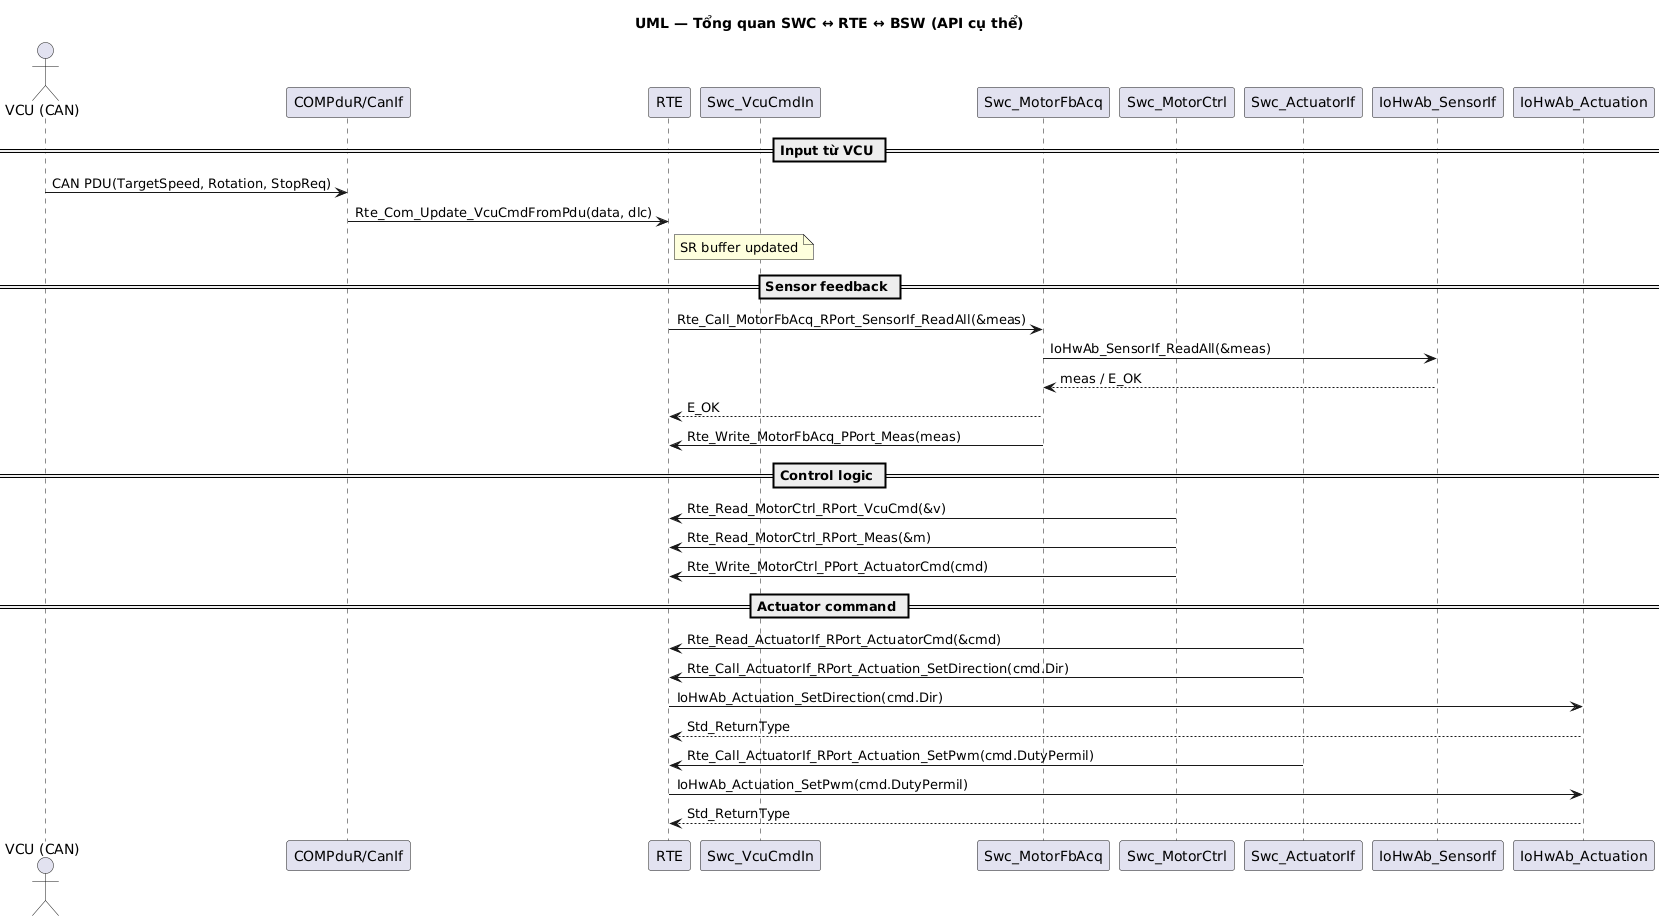 UML — Tổng quan SWC ↔ RTE ↔ BSW (API cụ thể)
VCU (CAN)
COMPduR/CanIf
RTE
Swc_VcuCmdIn
Swc_MotorFbAcq
Swc_MotorCtrl
Swc_ActuatorIf
IoHwAb_SensorIf
IoHwAb_Actuation
Input từ VCU
CAN PDU(TargetSpeed, Rotation, StopReq)
Rte_Com_Update_VcuCmdFromPdu(data, dlc)
SR buffer updated
Sensor feedback
Rte_Call_MotorFbAcq_RPort_SensorIf_ReadAll(&meas)
IoHwAb_SensorIf_ReadAll(&meas)
meas / E_OK
E_OK
Rte_Write_MotorFbAcq_PPort_Meas(meas)
Control logic
Rte_Read_MotorCtrl_RPort_VcuCmd(&v)
Rte_Read_MotorCtrl_RPort_Meas(&m)
Rte_Write_MotorCtrl_PPort_ActuatorCmd(cmd)
Actuator command
Rte_Read_ActuatorIf_RPort_ActuatorCmd(&cmd)
Rte_Call_ActuatorIf_RPort_Actuation_SetDirection(cmd.Dir)
IoHwAb_Actuation_SetDirection(cmd.Dir)
Std_ReturnType
Rte_Call_ActuatorIf_RPort_Actuation_SetPwm(cmd.DutyPermil)
IoHwAb_Actuation_SetPwm(cmd.DutyPermil)
Std_ReturnType
VCU (CAN)
COMPduR/CanIf
RTE
Swc_VcuCmdIn
Swc_MotorFbAcq
Swc_MotorCtrl
Swc_ActuatorIf
IoHwAb_SensorIf
IoHwAb_Actuation